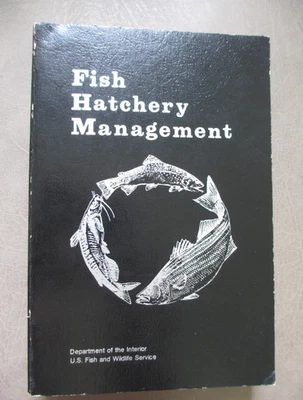 Fish
Hatchery
Management
Department of the Interior
U.S. Fish and Wildlife Service